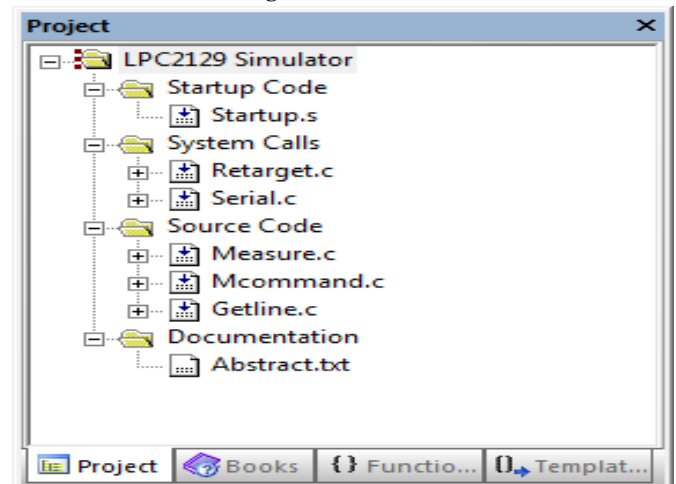 Project
LPC2129 Simulator
Startup Code
Startup.s
System Calls
Retarget.c
Serial.c
Source Code
Measure.c
Mcommand.c
Getline.c
Documentation
Abstract.txt
Project Books {} Functio... 0 Templat...